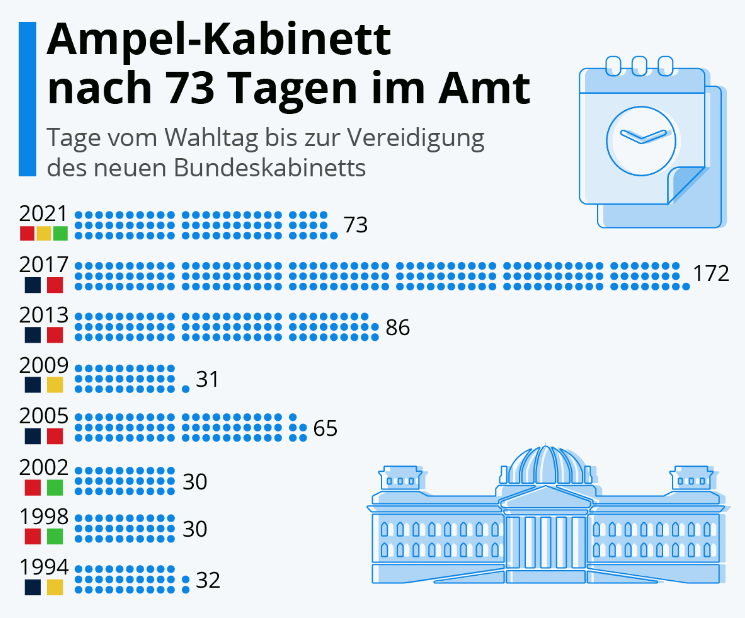 Ampel-Kabinett
nach 73 Tagen im Amt
Tage vom Wahltag bis zur Vereidigung
des neuen Bundeskabinetts
2021 73
2017 172
2013 86
2009 31
2005 65
2002 30
1998 30
1994 32